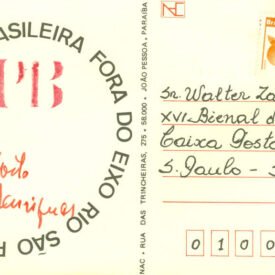 ASILEIRA FORA DO EIXO RIO SÃO P
PB
NAC • RUA DAS TRINCHEIRAS, 275 • 58.000 • JOÃO PESSOA, PARAÍBA
Sr. Walter Za
XVI Bienal d
Caixa Posta
S. Paulo - S
0 1 0 0